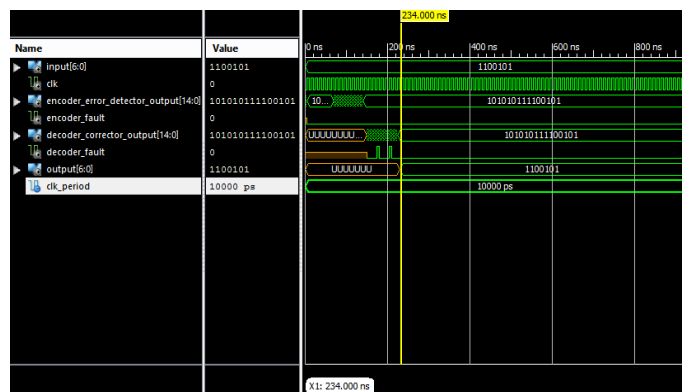 234.000 ns
Name Value 0 ns 200 ns 400 ns 600 ns 800 ns
input[6:0] 1100101 1100101
clk 0
encoder_error_detector_output[14:0] 101010111100101 10... 101010111100101
encoder_fault 0
decoder_corrector_output[14:0] 101010111100101 UUUUUUUU... 101010111100101
decoder_fault 0
output[6:0] 1100101 UUUUUUU 1100101
clk_period 10000 ps 10000 ps
X1: 234.000 ns